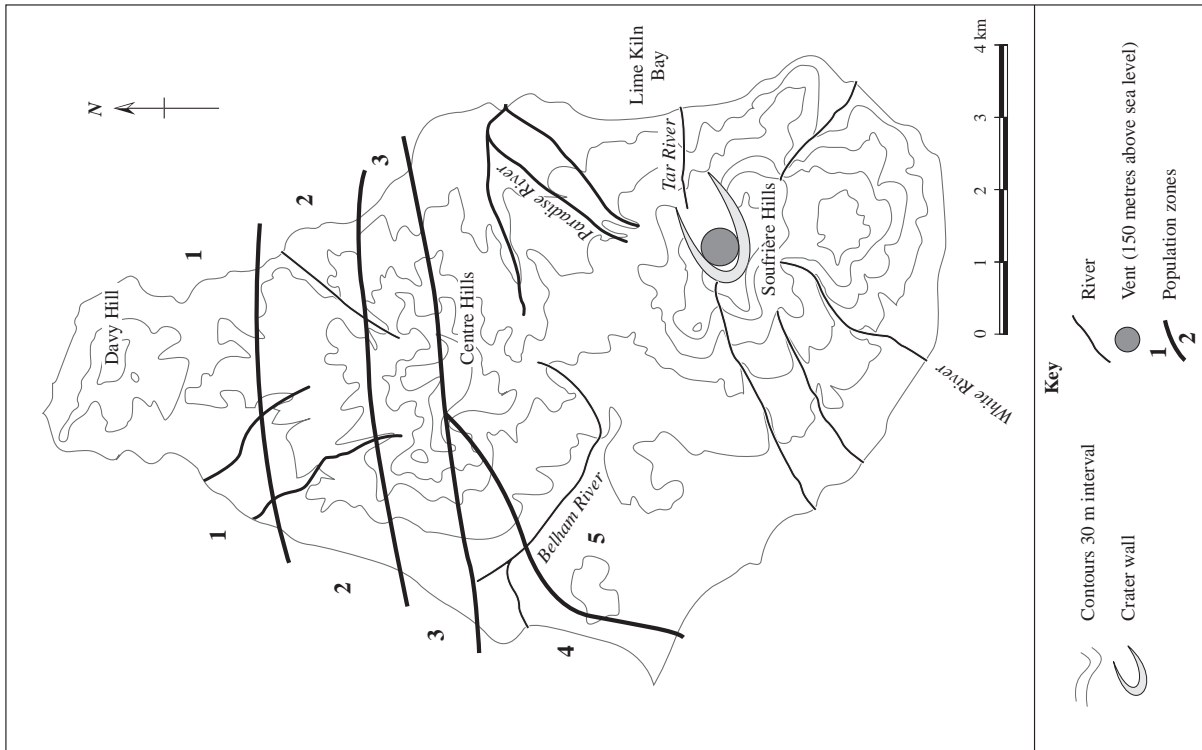 N
Davy Hill
1
1
2
2
3
3
Centre Hills
Paradise River
Lime Kiln
Bay
Belham River
4
5
Tar River
Soufrière Hills
White River
0
1
2
3
4 km
Key
Contours 30 m interval
Crater wall
River
Vent (150 metres above sea level)
1
2
Population zones